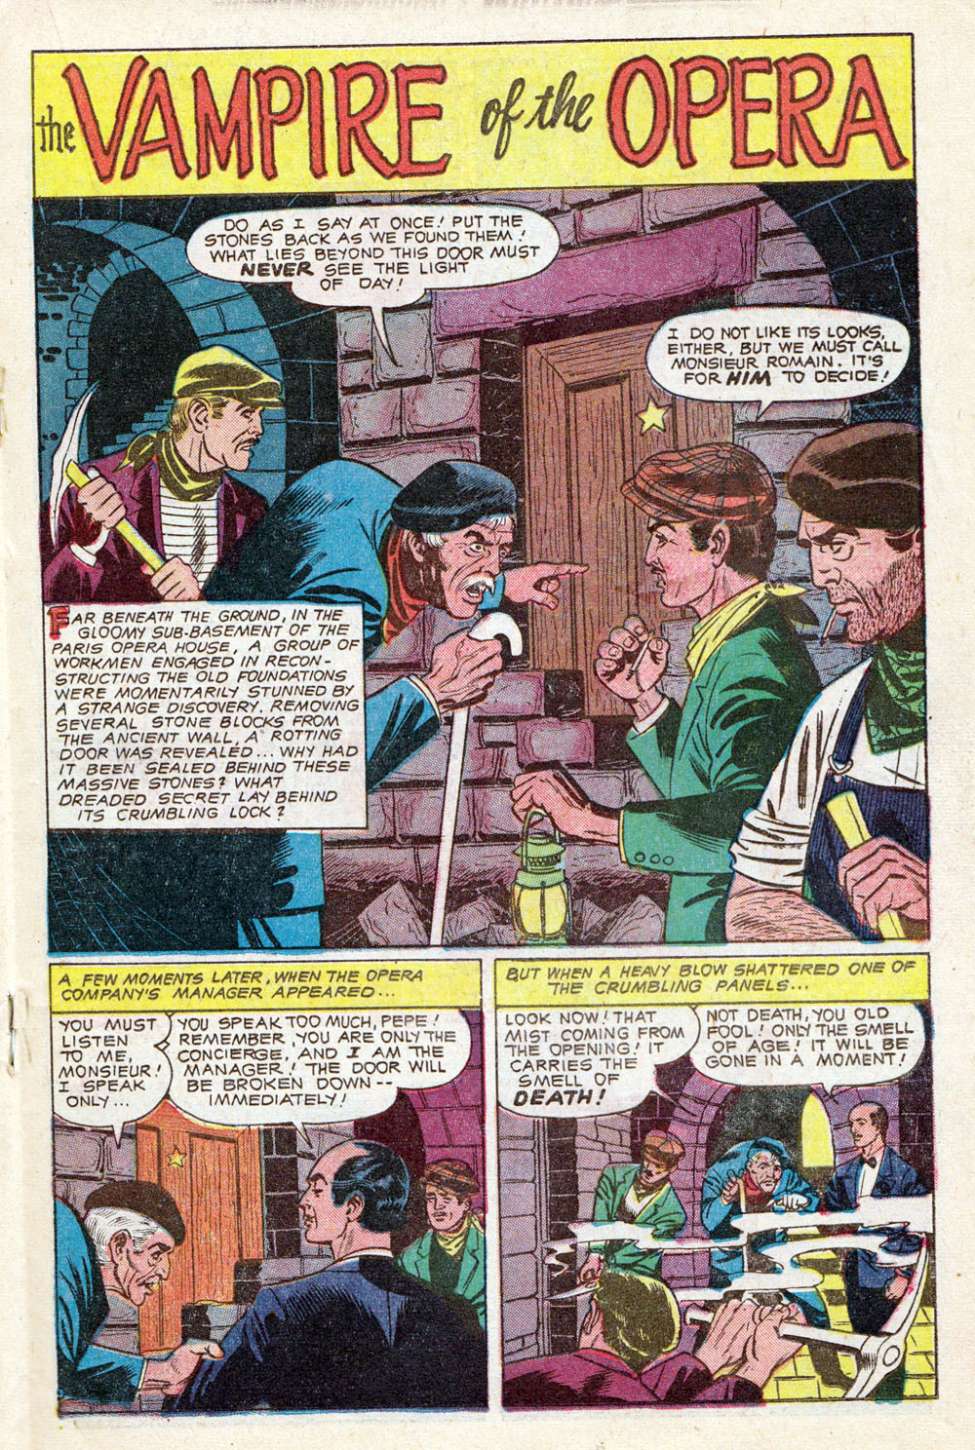 the VAMPIRE of the OPERA
DO AS I SAY AT ONCE! PUT THE
STONES BACK AS WE FOUND THEM!
WHAT LIES BEYOND THIS DOOR MUST
NEVER SEE THE LIGHT
OF DAY!
I DO NOT LIKE ITS LOOKS,
EITHER, BUT WE MUST CALL
MONSIEUR ROMAIN. IT'S
FOR HIM TO DECIDE!
FAR BENEATH THE GROUND, IN THE
GLOOMY SUB-BASEMENT OF THE
PARIS OPERA HOUSE, A GROUP OF
WORKMEN ENGAGED IN RECON-
STRUCTING THE OLD FOUNDATIONS
WERE MOMENTARILY STUNNED BY
A STRANGE DISCOVERY. REMOVING
SEVERAL STONE BLOCKS FROM
THE ANCIENT WALL, A ROTTING
DOOR WAS REVEALED... WHY HAD
IT BEEN SEALED BEHIND THESE
MASSIVE STONES? WHAT
DREADED SECRET LAY BEHIND
ITS CRUMBLING LOCK?
A FEW MOMENTS LATER, WHEN THE OPERA
COMPANY'S MANAGER APPEARED...
YOU MUST
LISTEN
TO ME,
MONSIEUR!
I SPEAK
ONLY...
YOU SPEAK TOO MUCH, PEPE!
REMEMBER, YOU ARE ONLY THE
CONCIERGE, AND I AM THE
MANAGER! THE DOOR WILL
BE BROKEN DOWN--
IMMEDIATELY!
BUT WHEN A HEAVY BLOW SHATTERED ONE OF
THE CRUMBLING PANELS...
LOOK NOW! THAT
MIST COMING FROM
THE OPENING! IT
CARRIES THE
SMELL OF
DEATH!
NOT DEATH, YOU OLD
FOOL! ONLY THE SMELL
OF AGE! IT WILL BE
GONE IN A MOMENT!